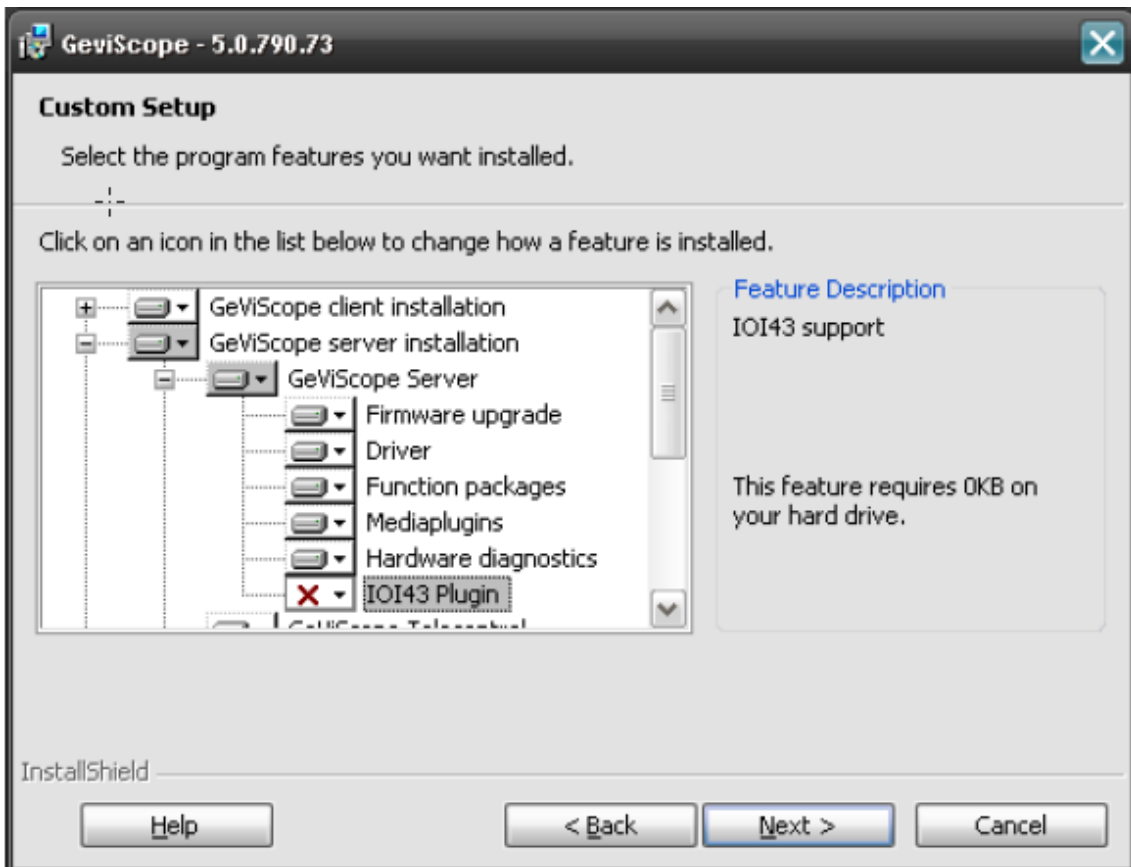 GeviScope - 5.0.790.73
Custom Setup
Select the program features you want installed.
Click on an icon in the list below to change how a feature is installed.
GeViScope client installation
GeViScope server installation
GeViScope Server
Firmware upgrade
Driver
Function packages
Mediaplugins
Hardware diagnostics
IOI43 Plugin
Feature Description
IOI43 support
This feature requires 0KB on
your hard drive.
InstallShield
Help
< Back
Next >
Cancel